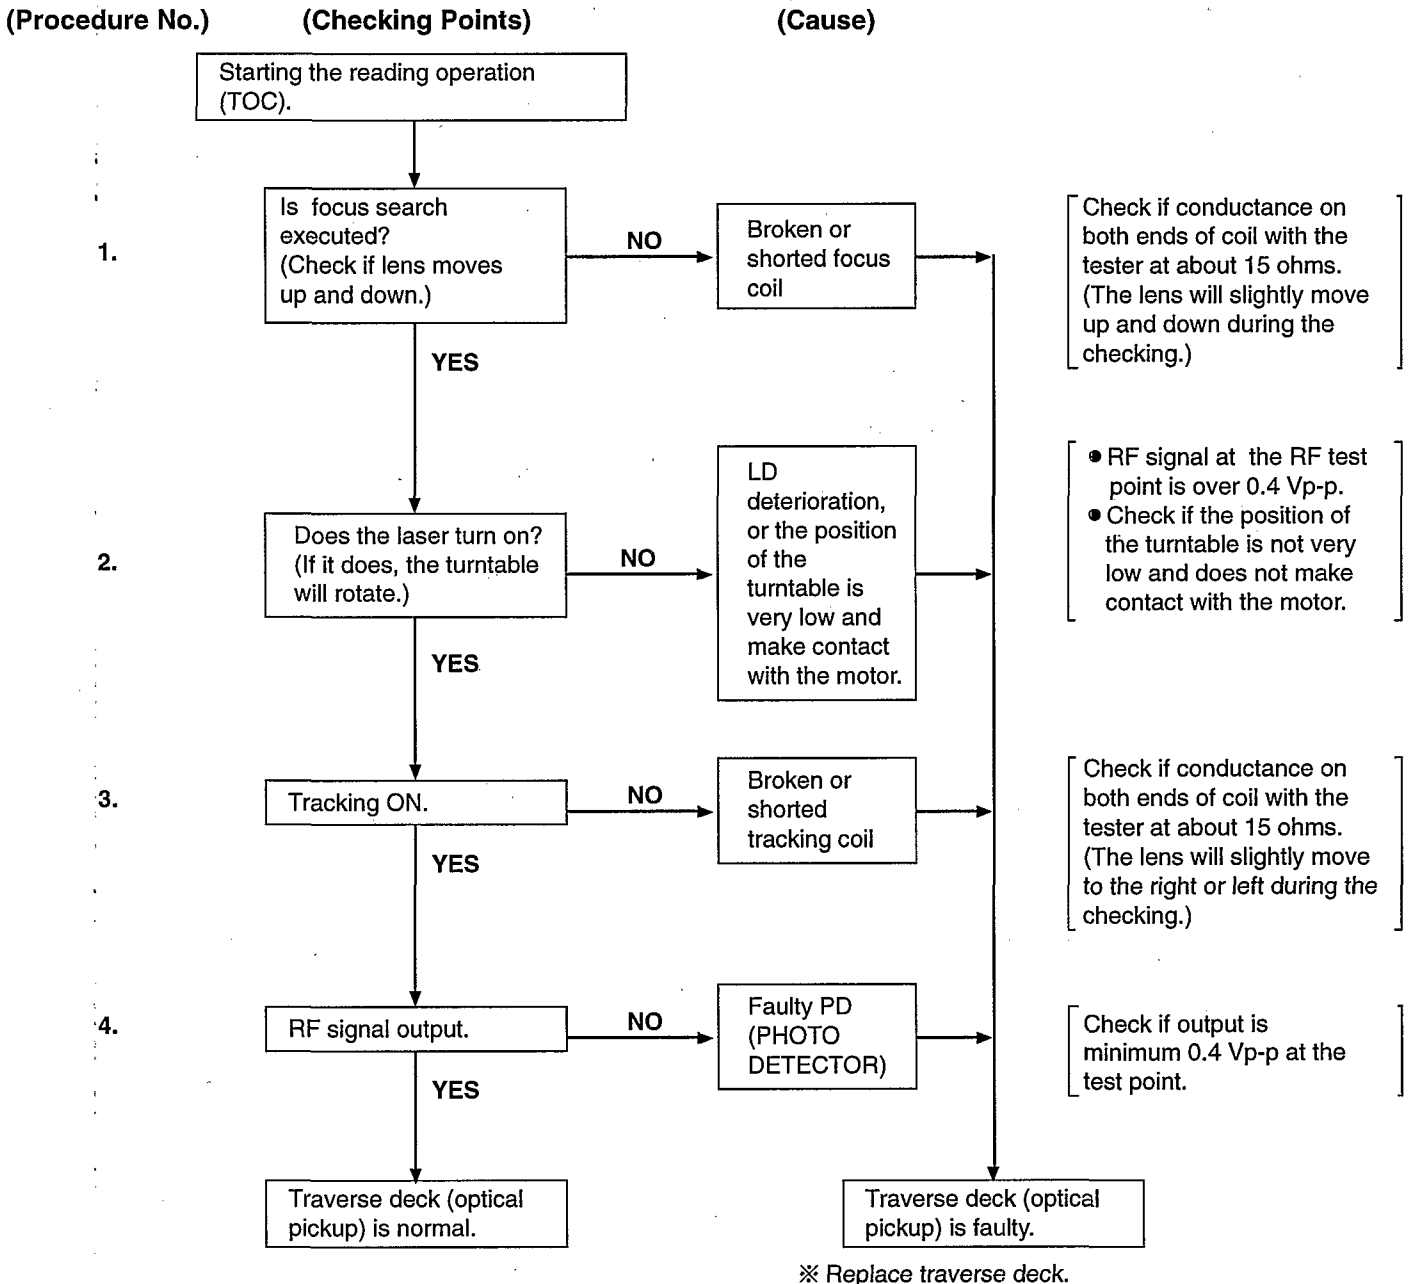 (Procedure No.)
(Checking Points)
(Cause)
Starting the reading operation
(TOC).
1.
Is focus search
executed?
(Check if lens moves
up and down.)
NO
Broken or
shorted focus
coil
Check if conductance on
both ends of coil with the
tester at about 15 ohms.
(The lens will slightly move
up and down during the
checking.)
YES
2.
Does the laser turn on?
(If it does, the turntable
will rotate.)
NO
LD
deterioration,
or the position
of the
turntable is
very low and
make contact
with the motor.
● RF signal at the RF test
point is over 0.4 Vp-p.
● Check if the position of
the turntable is not very
low and does not make
contact with the motor.
YES
3.
Tracking ON.
NO
Broken or
shorted
tracking coil
Check if conductance on
both ends of coil with the
tester at about 15 ohms.
(The lens will slightly move
to the right or left during the
checking.)
YES
4.
RF signal output.
NO
Faulty PD
(PHOTO
DETECTOR)
Check if output is
minimum 0.4 Vp-p at the
test point.
YES
Traverse deck (optical
pickup) is normal.
Traverse deck (optical
pickup) is faulty.
※ Replace traverse deck.